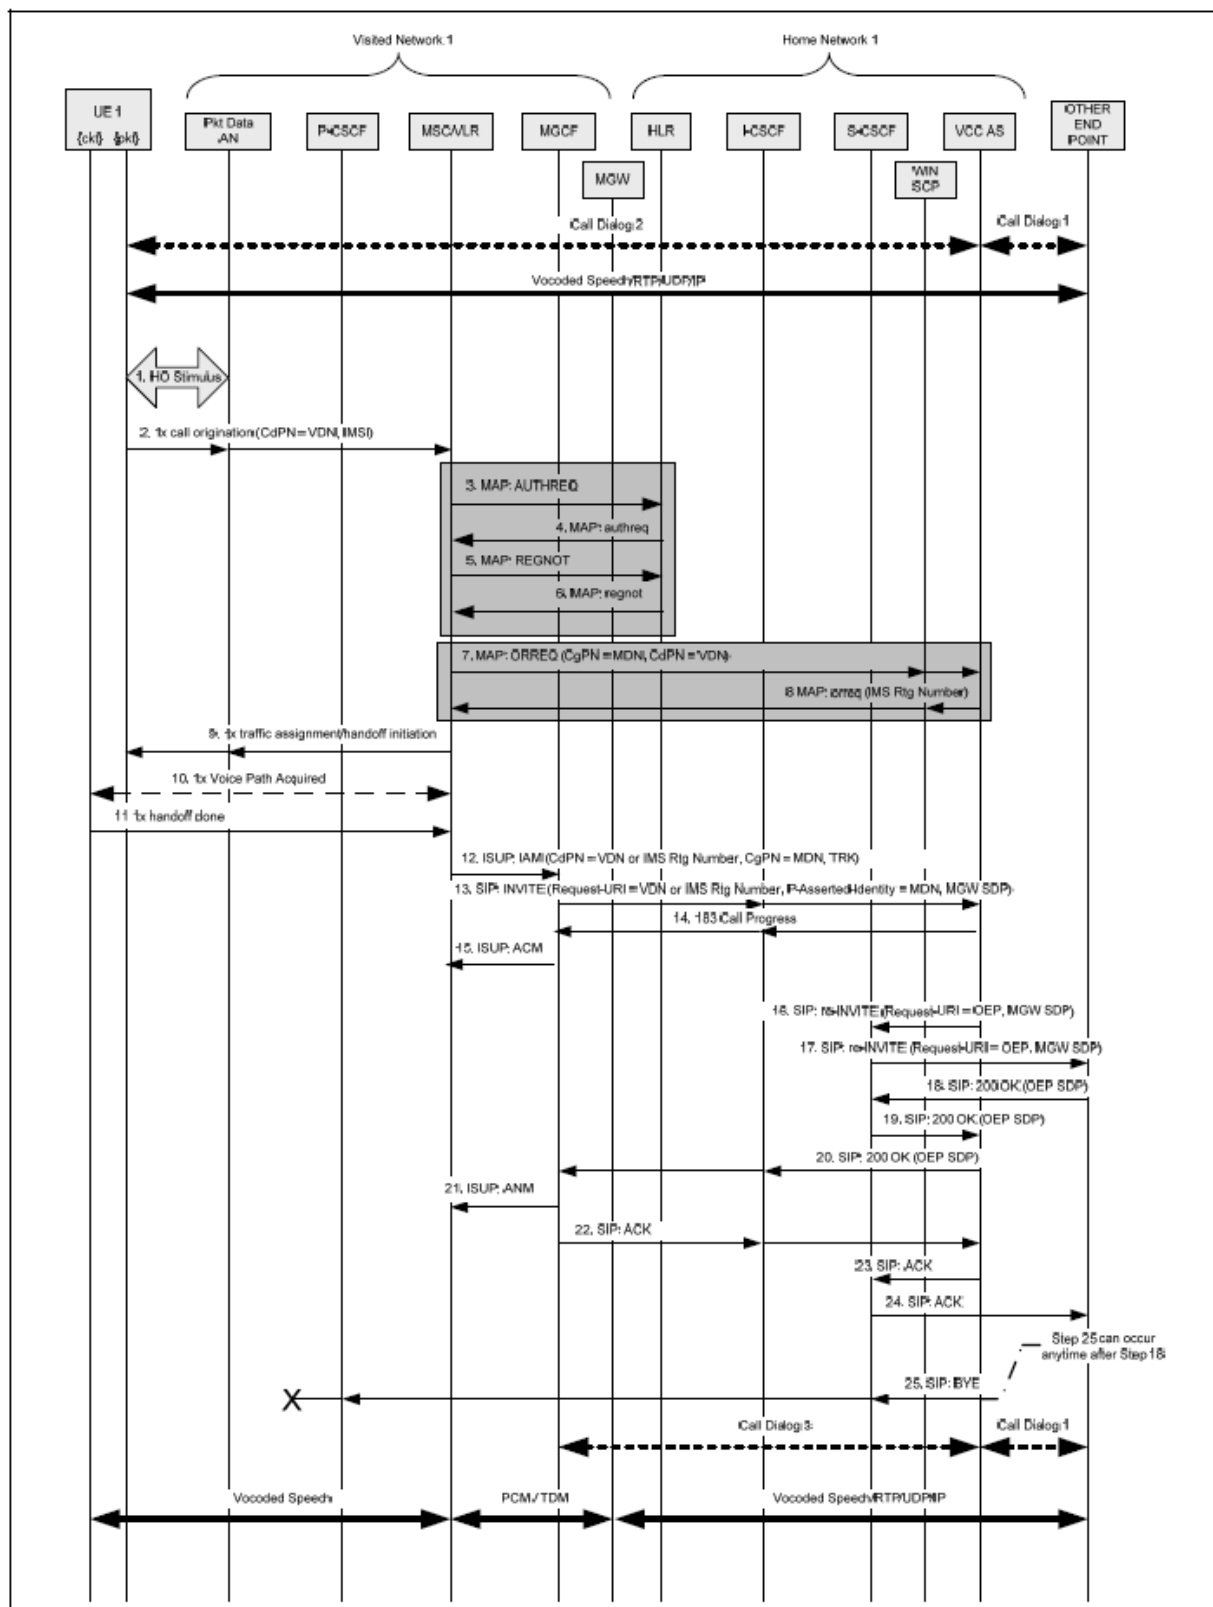 Visited Network 1
Home Network 1
UE 1
{ckt} {pkt}
Pkt Data
AN
P-CSCF
MSC/VLR
MGCF
HLR
I-CSCF
S-CSCF
VCC AS
OTHER
END
POINT
MGW
WIN
SCP
Call Dialog 2
Call Dialog 1
Vocoded Speech/RTP/UDP/IP
1. HO Stimulus
2. 1x call origination (CdPN = VDN, IMSI)
3. MAP: AUTHREQ
4. MAP: authreq
5. MAP: REGNOT
6. MAP: regnot
7. MAP: ORREQ (CgPN = MDN, CdPN = VDN)
8 MAP: orreq (IMS Rtg Number)
9. 1x traffic assignment/handoff initiation
10. 1x Voice Path Acquired
11 1x handoff done
12. ISUP: IAM (CdPN = VDN or IMS Rtg Number, CgPN = MDN, TRK)
13. SIP: INVITE (Request-URI = VDN or IMS Rtg Number, P-Asserted-Identity = MDN, MGW SDP)
14. 183 Call Progress
15. ISUP: ACM
16. SIP: re-INVITE (Request-URI = OEP, MGW SDP)
17. SIP: re-INVITE (Request-URI = OEP, MGW SDP)
18. SIP: 200 OK (OEP SDP)
19. SIP: 200 OK (OEP SDP)
20. SIP: 200 OK (OEP SDP)
21. ISUP: ANM
22. SIP: ACK
23. SIP: ACK
24. SIP: ACK
Step 25 can occur
anytime after Step 18
25. SIP: BYE
X
Call Dialog 3
Call Dialog 1
Vocoded Speech
PCM / TDM
Vocoded Speech/RTP/UDP/IP